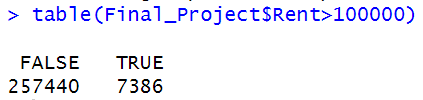 > table(Final_Project$Rent>100000)
FALSE TRUE
257440 7386